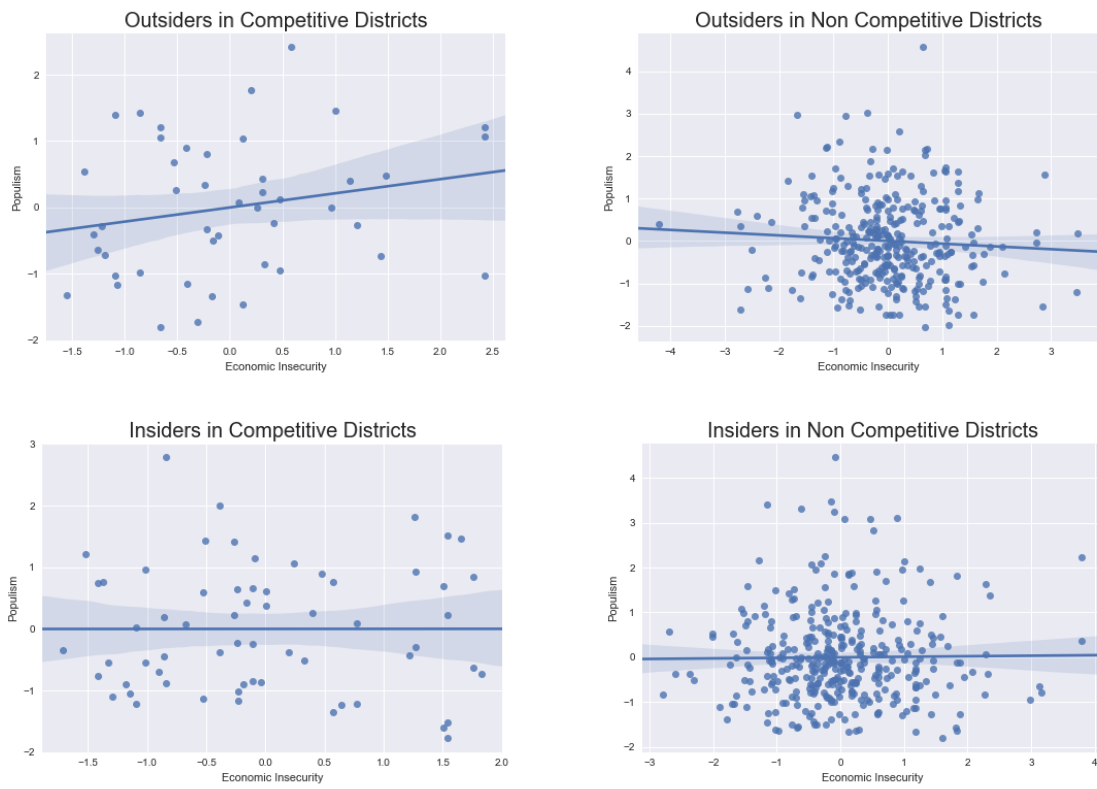 Outsiders in Competitive Districts
2
1
0
−1
−2
Populism
−1.5 −1.0 −0.5 0.0 0.5 1.0 1.5 2.0 2.5
Economic Insecurity
Outsiders in Non Competitive Districts
4
3
2
1
0
−1
−2
Populism
−4 −3 −2 −1 0 1 2 3
Economic Insecurity
Insiders in Competitive Districts
3
2
1
0
−1
−2
Populism
−1.5 −1.0 −0.5 0.0 0.5 1.0 1.5 2.0
Economic Insecurity
Insiders in Non Competitive Districts
4
3
2
1
0
−1
−2
Populism
−3 −2 −1 0 1 2 3 4
Economic Insecurity